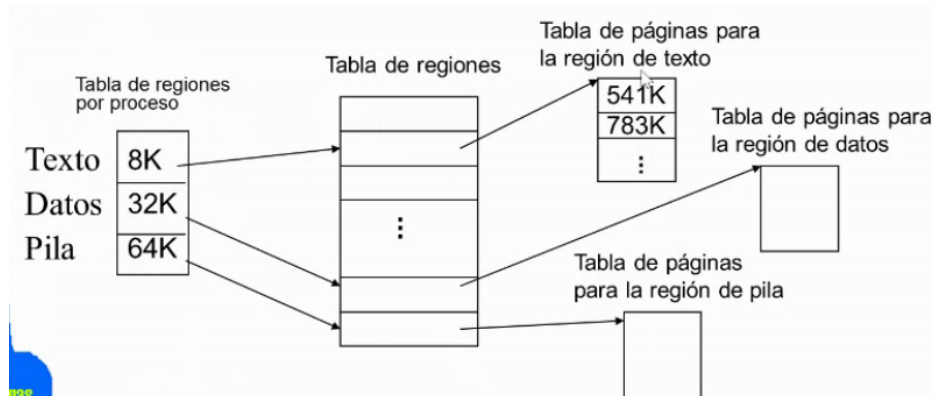 Tabla de regiones
por proceso
Texto
8K
Datos
32K
Pila
64K
Tabla de regiones
⋮
Tabla de páginas para
la región de texto
541K
783K
⋮
Tabla de páginas para
la región de datos
Tabla de páginas
para la región de pila